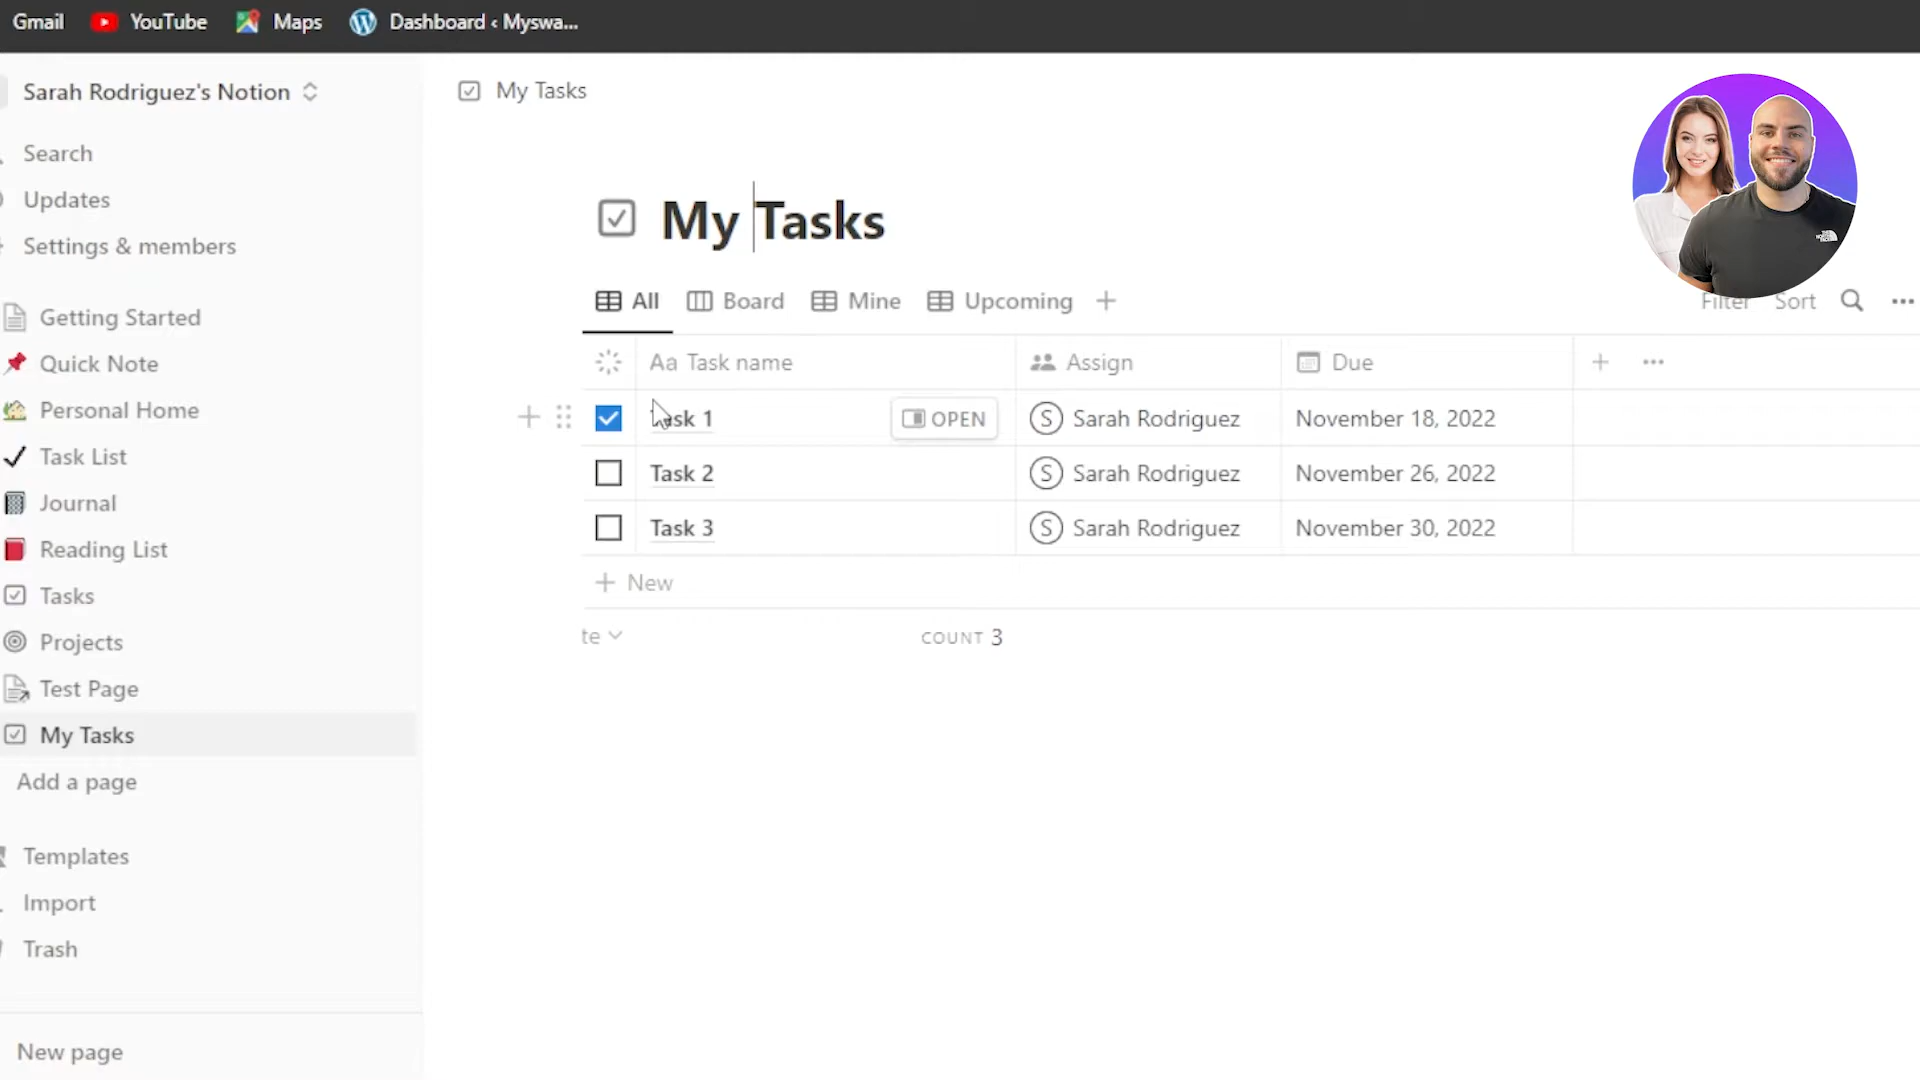 Gmail YouTube Maps Dashboard ‹ Myswa...
Sarah Rodriguez's Notion
Search
Updates
Settings & members
Getting Started
Quick Note
Personal Home
Task List
Journal
Reading List
Tasks
Projects
Test Page
My Tasks
Add a page
Templates
Import
Trash
New page
My Tasks
My Tasks
All Board Mine Upcoming
Filter Sort
Aa Task name Assign Due
Task 1 OPEN S Sarah Rodriguez November 18, 2022
Task 2 S Sarah Rodriguez November 26, 2022
Task 3 S Sarah Rodriguez November 30, 2022
+ New
te COUNT 3